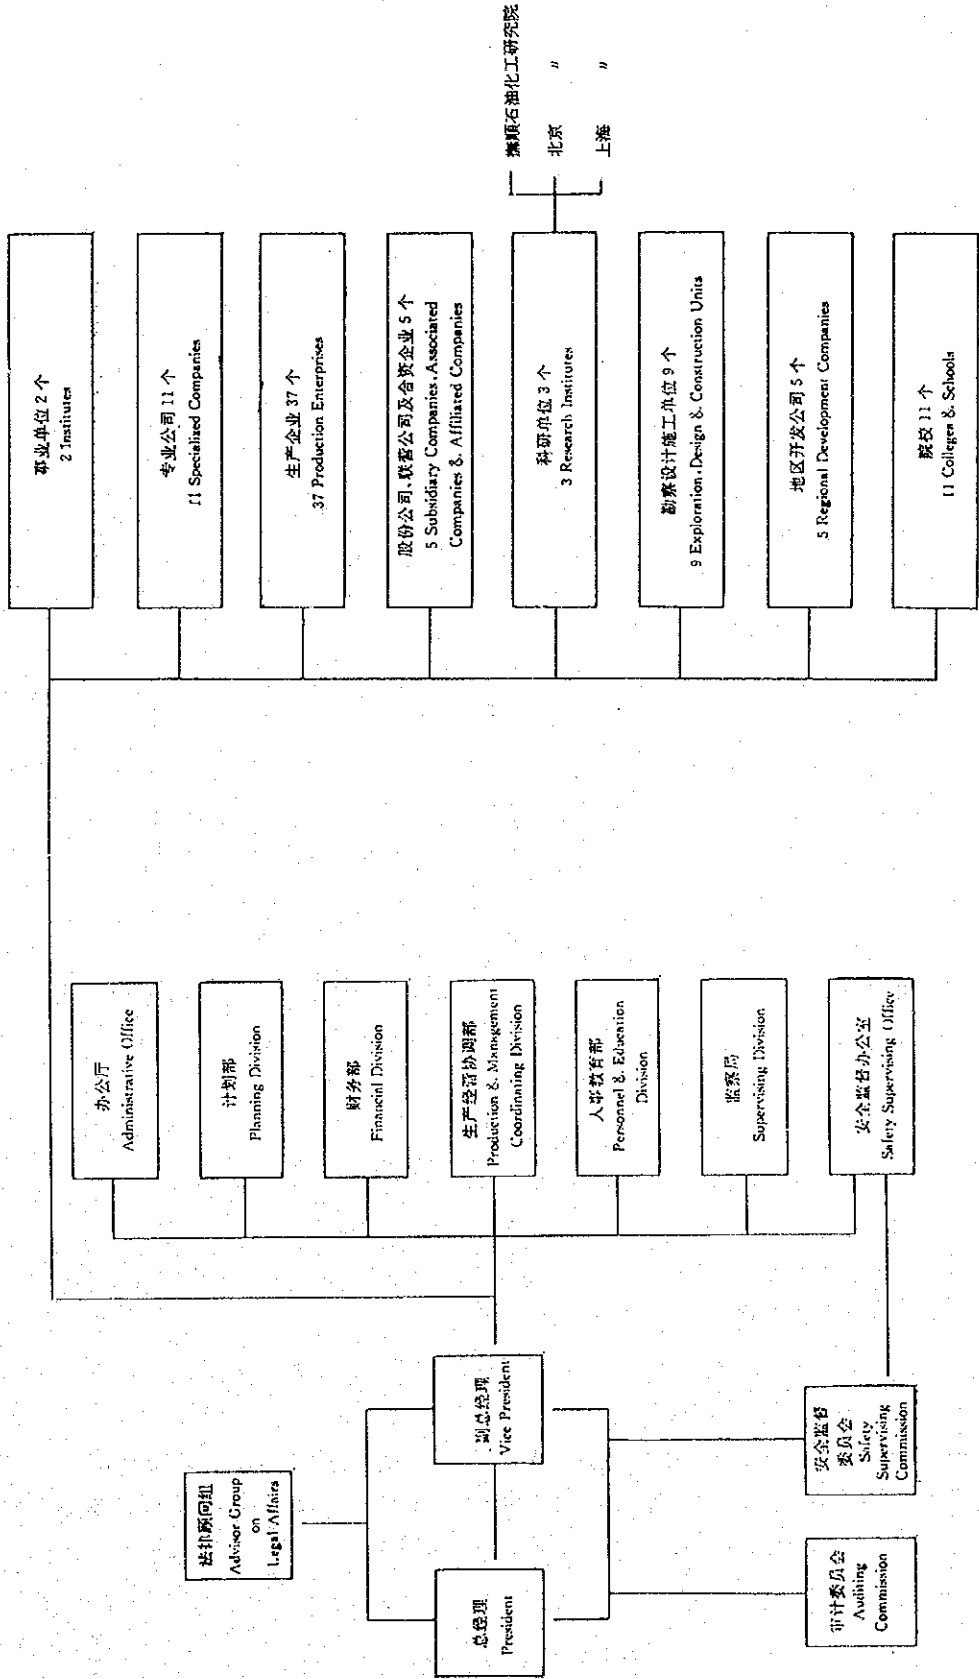 总经理
President
副总经理
Vice President
法律顾问组
Advisor Group
on
Legal Affairs
审计委员会
Auditing
Commission
安全监督
委员会
Safety
Supervising
Commission
办公厅
Administrative Office
计划部
Planning Division
财务部
Financial Division
生产经营协调部
Production & Management
Coordinating Division
人事教育部
Personnel & Education
Division
监察局
Supervising Division
安全监督办公室
Safety Supervising Office
事业单位 2 个
2 Institutes
专业公司 11 个
11 Specialized Companies
生产企业 37 个
37 Production Enterprises
股份公司、联营公司及合资企业 5 个
5 Subsidiary Companies, Associated
Companies & Affiliated Companies
科研单位 3 个
3 Research Institutes
勘察设计施工单位 9 个
9 Exploration, Design & Construction Units
地区开发公司 5 个
5 Regional Development Companies
院校 11 个
11 Colleges & Schools
撫順石油化工研究院
北京 〃
上海 〃